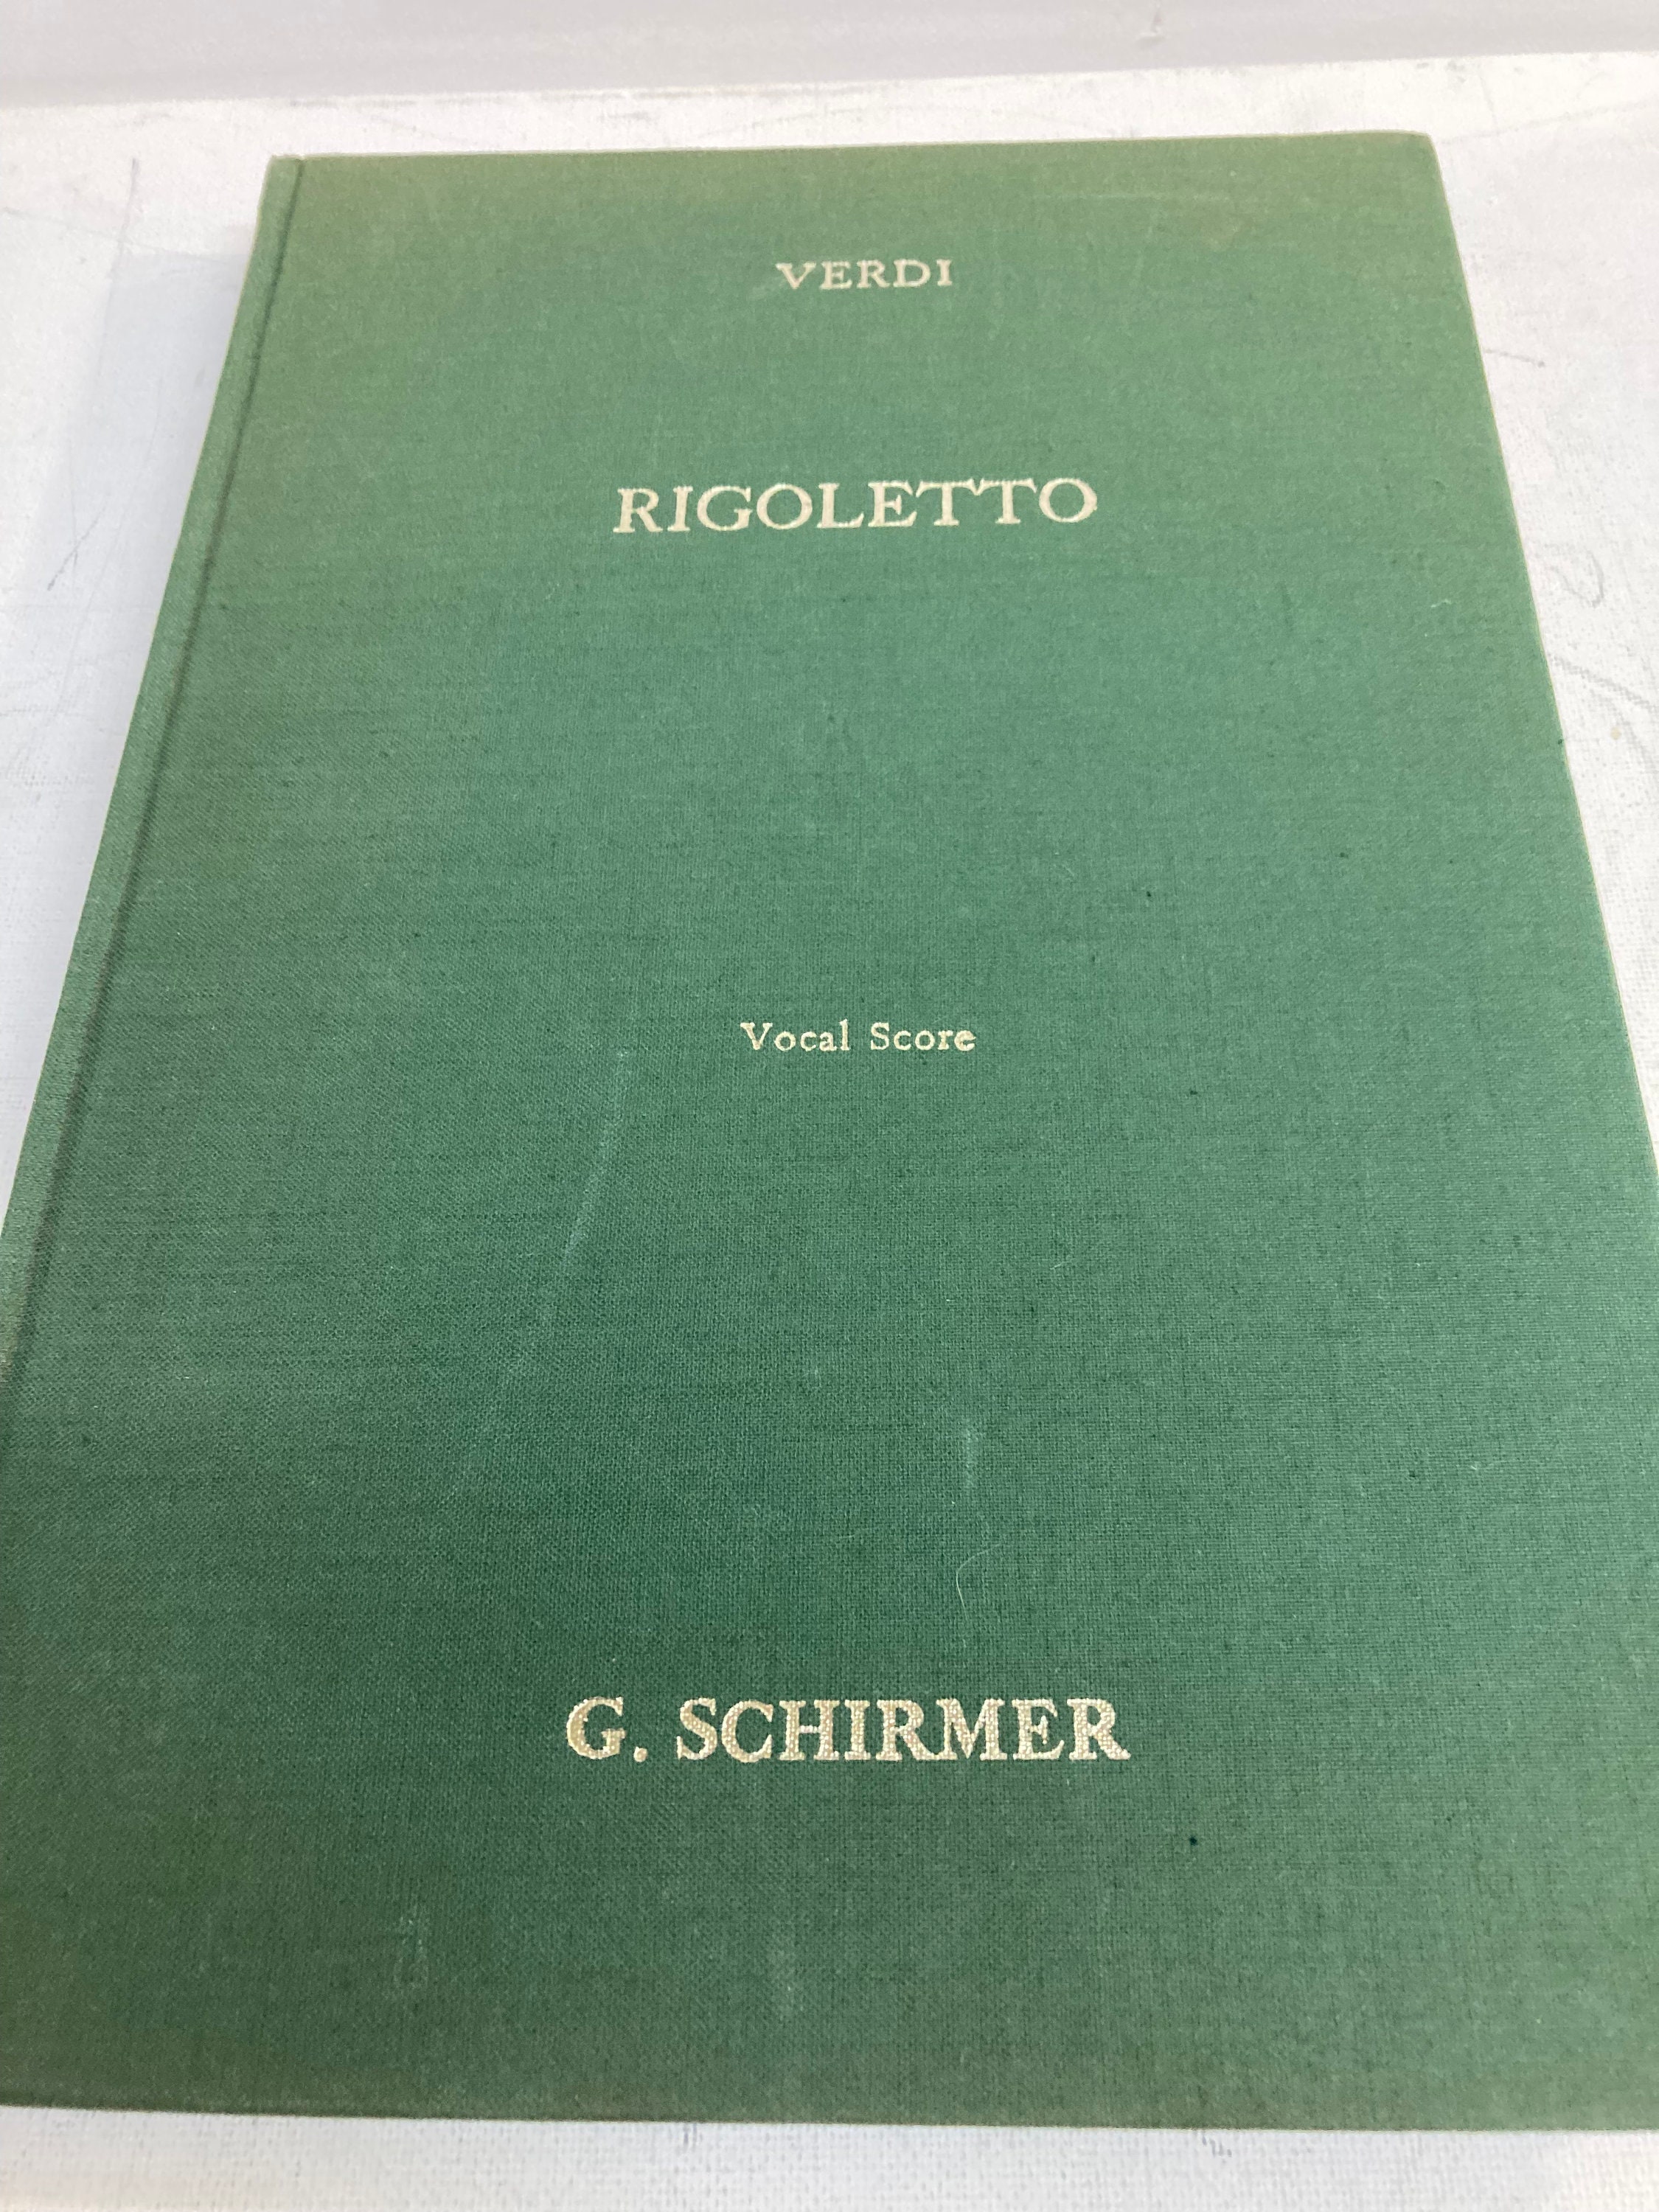 VERDI
RIGOLETTO
Vocal Score
G. SCHIRMER